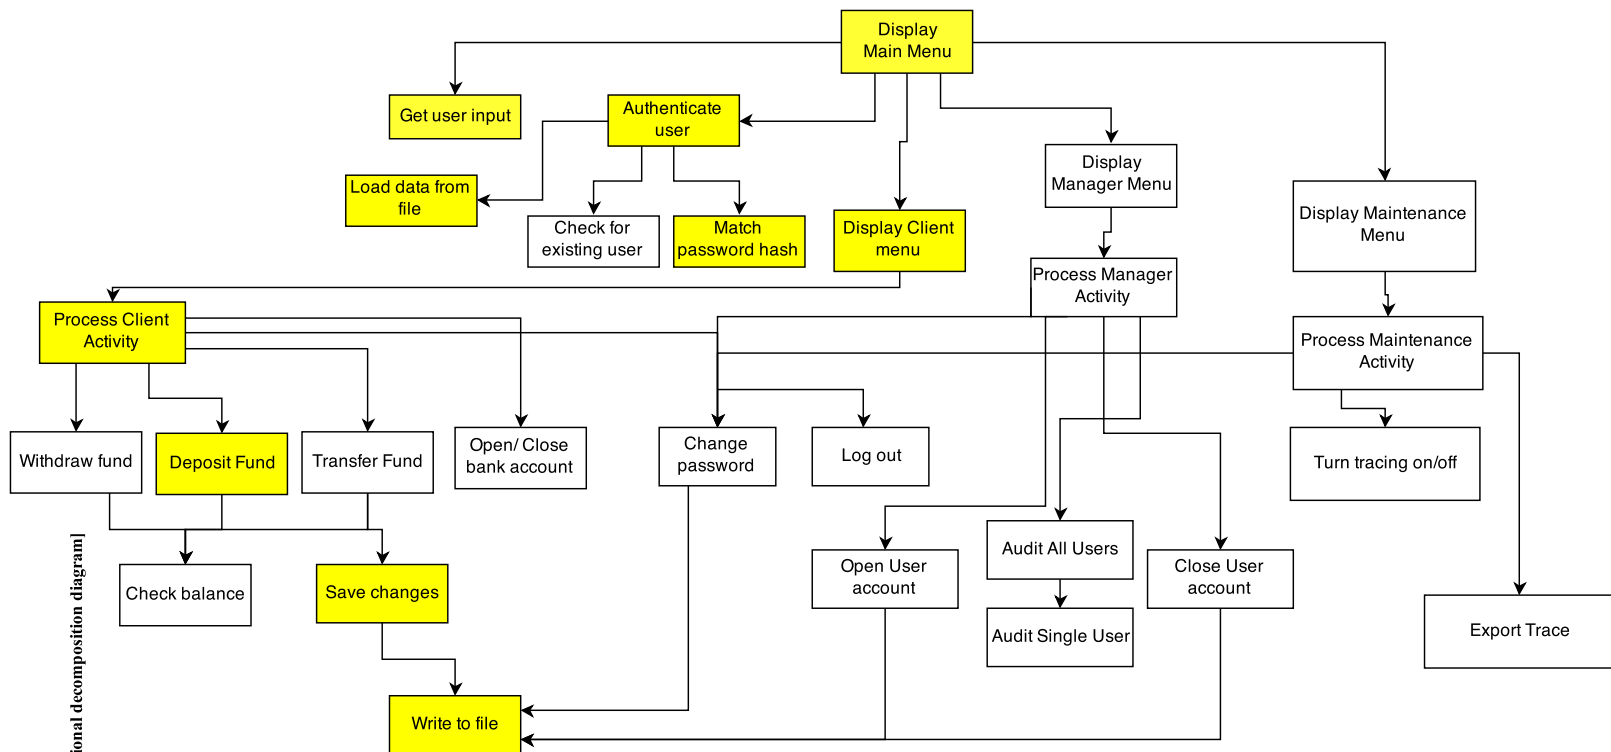 Display
Main Menu
Get user input
Authenticate
user
Display
Manager Menu
Load data from
file
Check for
existing user
Match
password hash
Display Client
menu
Display Maintenance
Menu
Process Manager
Activity
Process Client
Activity
Process Maintenance
Activity
Withdraw fund
Deposit Fund
Transfer Fund
Open/ Close
bank account
Change
password
Log out
Turn tracing on/off
Check balance
Save changes
Open User
account
Audit All Users
Close User
account
Audit Single User
Export Trace
Write to file
ional decomposition diagram]